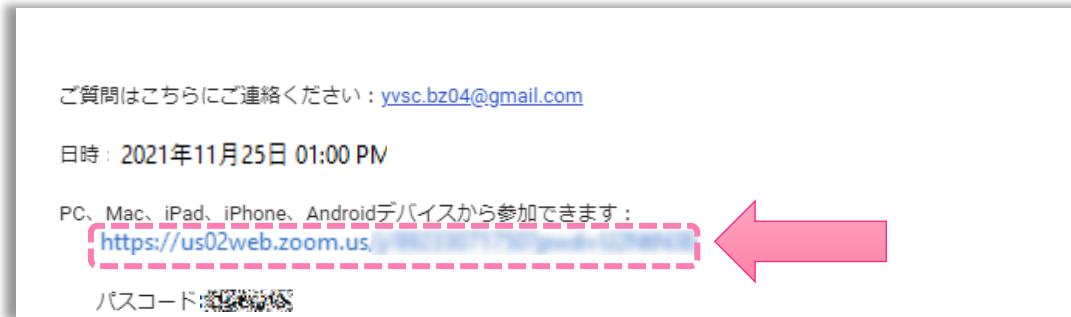 ご質問はこちらにご連絡ください：yvsc.bz04@gmail.com
日時： 2021年11月25日 01:00 PM
PC、Mac、iPad、iPhone、Androidデバイスから参加できます：
https://us02web.zoom.us
パスコード: